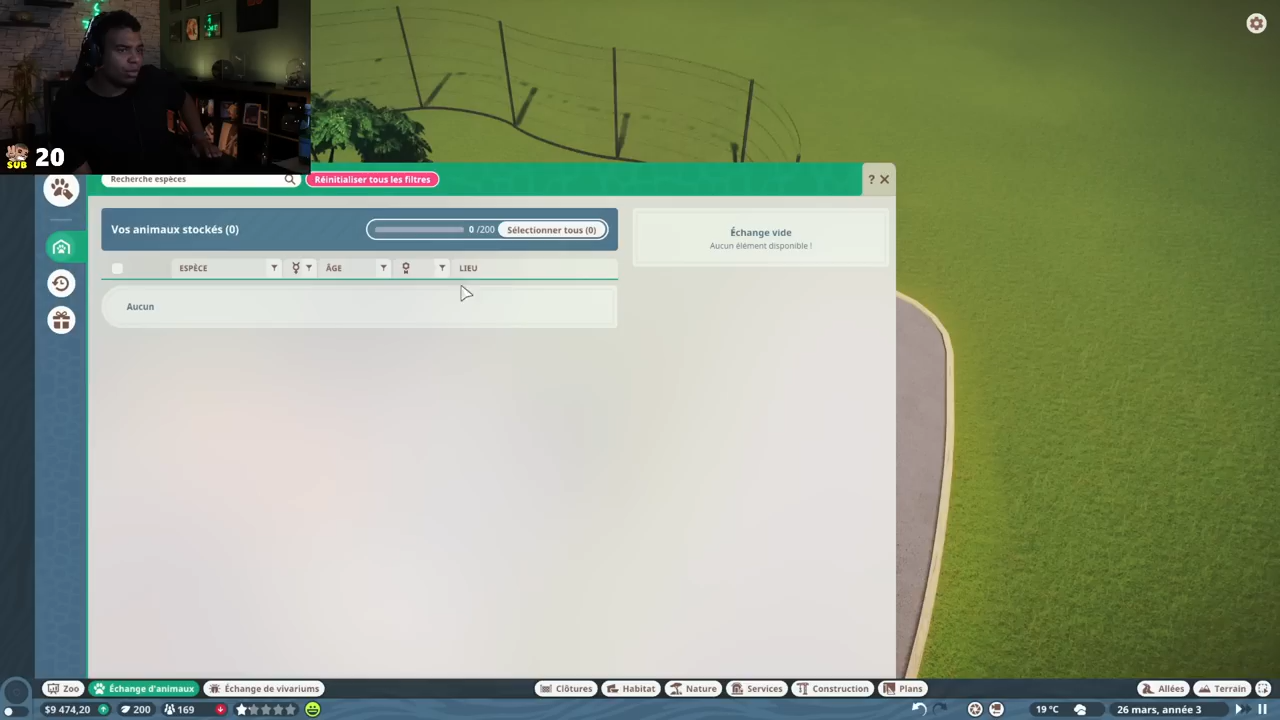 SUB 20
Recherche espèces
Réinitialiser tous les filtres
? ✕
Vos animaux stockés (0)
0 /200
Sélectionner tous (0)
Échange vide
Aucun élément disponible !
ESPÈCE
ÂGE
LIEU
Aucun
Zoo
Échange d'animaux
Échange de vivariums
Clôtures
Habitat
Nature
Services
Construction
Plans
Allées
Terrain
$9 474,20
200
169
19 °C
26 mars, année 3